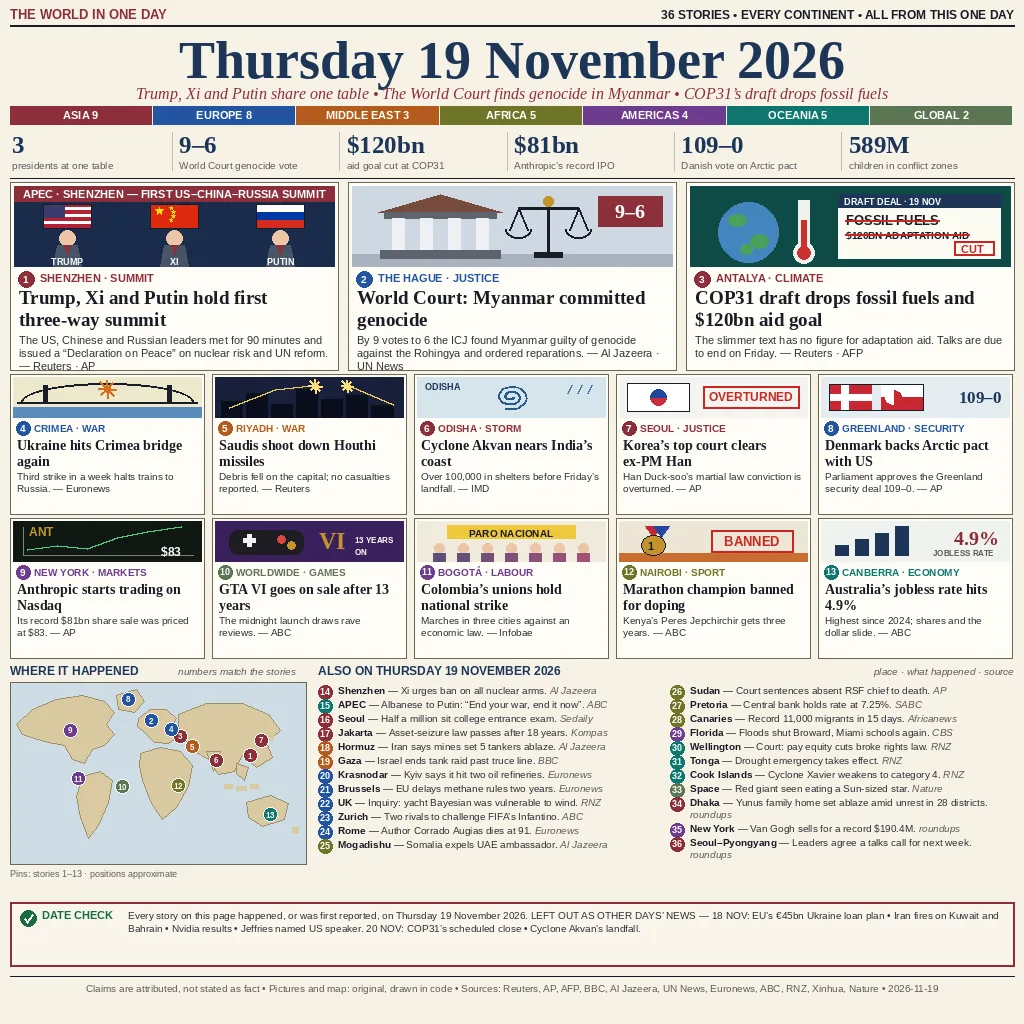 THE WORLD IN ONE DAY
36 STORIES • EVERY CONTINENT • ALL FROM THIS ONE DAY
Thursday 19 November 2026
Trump, Xi and Putin share one table • The World Court finds genocide in Myanmar • COP31's draft drops fossil fuels
ASIA 9
EUROPE 8
MIDDLE EAST 3
AFRICA 5
AMERICAS 4
OCEANIA 5
GLOBAL 2
3
presidents at one table
9–6
World Court genocide vote
$120bn
aid goal cut at COP31
$81bn
Anthropic's record IPO
109–0
Danish vote on Arctic pact
589M
children in conflict zones
APEC · SHENZHEN — FIRST US–CHINA–RUSSIA SUMMIT
TRUMP
XI
PUTIN
1 SHENZHEN · SUMMIT
Trump, Xi and Putin hold first
three-way summit
The US, Chinese and Russian leaders met for 90 minutes and
issued a “Declaration on Peace” on nuclear risk and UN reform.
— Reuters · AP
9–6
2 THE HAGUE · JUSTICE
World Court: Myanmar committed
genocide
By 9 votes to 6 the ICJ found Myanmar guilty of genocide
against the Rohingya and ordered reparations. — Al Jazeera ·
UN News
DRAFT DEAL · 19 NOV
FOSSIL FUELS
$120BN ADAPTATION AID
CUT
3 ANTALYA · CLIMATE
COP31 draft drops fossil fuels and
$120bn aid goal
The slimmer text has no figure for adaptation aid. Talks are due
to end on Friday. — Reuters · AFP
4 CRIMEA · WAR
Ukraine hits Crimea bridge
again
Third strike in a week halts trains to
Russia. — Euronews
5 RIYADH · WAR
Saudis shoot down Houthi
missiles
Debris fell on the capital; no casualties
reported. — Reuters
ODISHA
6 ODISHA · STORM
Cyclone Akvan nears India's
coast
Over 100,000 in shelters before Friday's
landfall. — IMD
OVERTURNED
7 SEOUL · JUSTICE
Korea's top court clears
ex-PM Han
Han Duck-soo's martial law conviction is
overturned. — AP
109–0
8 GREENLAND · SECURITY
Denmark backs Arctic pact
with US
Parliament approves the Greenland
security deal 109–0. — AP
ANT
$83
9 NEW YORK · MARKETS
Anthropic starts trading on
Nasdaq
Its record $81bn share sale was priced
at $83. — AP
VI
13 YEARS
ON
10 WORLDWIDE · GAMES
GTA VI goes on sale after 13
years
The midnight launch draws rave
reviews. — ABC
PARO NACIONAL
11 BOGOTÁ · LABOUR
Colombia's unions hold
national strike
Marches in three cities against an
economic law. — Infobae
1
BANNED
12 NAIROBI · SPORT
Marathon champion banned
for doping
Kenya's Peres Jepchirchir gets three
years. — ABC
4.9%
JOBLESS RATE
13 CANBERRA · ECONOMY
Australia's jobless rate hits
4.9%
Highest since 2024; shares and the
dollar slide. — ABC
WHERE IT HAPPENED
numbers match the stories
8
2
4
3
9
5
7
1
6
11
10
12
13
Pins: stories 1–13 · positions approximate
ALSO ON THURSDAY 19 NOVEMBER 2026
place · what happened · source
14 Shenzhen — Xi urges ban on all nuclear arms. Al Jazeera
15 APEC — Albanese to Putin: “End your war, end it now”. ABC
16 Seoul — Half a million sit college entrance exam. Sedaily
17 Jakarta — Asset-seizure law passes after 18 years. Kompas
18 Hormuz — Iran says mines set 5 tankers ablaze. Al Jazeera
19 Gaza — Israel ends tank raid past truce line. BBC
20 Krasnodar — Kyiv says it hit two oil refineries. Euronews
21 Brussels — EU delays methane rules two years. Euronews
22 UK — Inquiry: yacht Bayesian was vulnerable to wind. RNZ
23 Zurich — Two rivals to challenge FIFA's Infantino. ABC
24 Rome — Author Corrado Augias dies at 91. Euronews
25 Mogadishu — Somalia expels UAE ambassador. Al Jazeera
26 Sudan — Court sentences absent RSF chief to death. AP
27 Pretoria — Central bank holds rate at 7.25%. SABC
28 Canaries — Record 11,000 migrants in 15 days. Africanews
29 Florida — Floods shut Broward, Miami schools again. CBS
30 Wellington — Court: pay equity cuts broke rights law. RNZ
31 Tonga — Drought emergency takes effect. RNZ
32 Cook Islands — Cyclone Xavier weakens to category 4. RNZ
33 Space — Red giant seen eating a Sun-sized star. Nature
34 Dhaka — Yunus family home set ablaze amid unrest in 28 districts.
roundups
35 New York — Van Gogh sells for a record $190.4M. roundups
36 Seoul–Pyongyang — Leaders agree a talks call for next week.
roundups
DATE CHECK
Every story on this page happened, or was first reported, on Thursday 19 November 2026. LEFT OUT AS OTHER DAYS' NEWS — 18 NOV: EU's €45bn Ukraine loan plan • Iran fires on Kuwait and
Bahrain • Nvidia results • Jeffries named US speaker. 20 NOV: COP31's scheduled close • Cyclone Akvan's landfall.
Claims are attributed, not stated as fact • Pictures and map: original, drawn in code • Sources: Reuters, AP, AFP, BBC, Al Jazeera, UN News, Euronews, ABC, RNZ, Xinhua, Nature • 2026-11-19